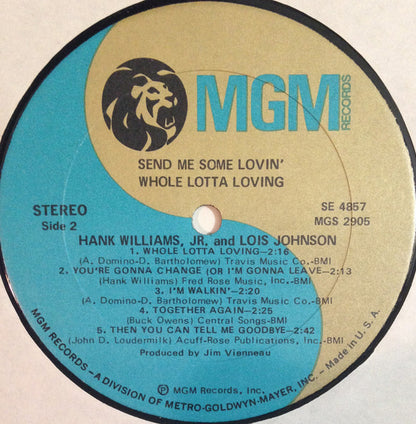 MGM
RECORDS
SEND ME SOME LOVIN'
WHOLE LOTTA LOVING
STEREO
Side 2
SE 4857
MGS 2905
HANK WILLIAMS, JR. and LOIS JOHNSON
1. WHOLE LOTTA LOVING—2:16
(A. Domino-D. Bartholomew) Travis Music Co.-BMI
2. YOU'RE GONNA CHANGE (OR I'M GONNA LEAVE—2:13
(Hank Williams) Fred Rose Music, Inc.-BMI
3. I'M WALKIN'—2:20
(A. Domino-D. Bartholomew) Travis Music Co.-BMI
4. TOGETHER AGAIN—2:25
(Buck Owens) Central Songs-BMI
5. THEN YOU CAN TELL ME GOODBYE—2:42
(John D. Loudermilk) Acuff-Rose Publications-BMI
Produced by Jim Vienneau
℗ MGM Records, Inc.
MGM RECORDS – A DIVISION OF METRO-GOLDWYN-MAYER, INC. – Made in U.S.A.